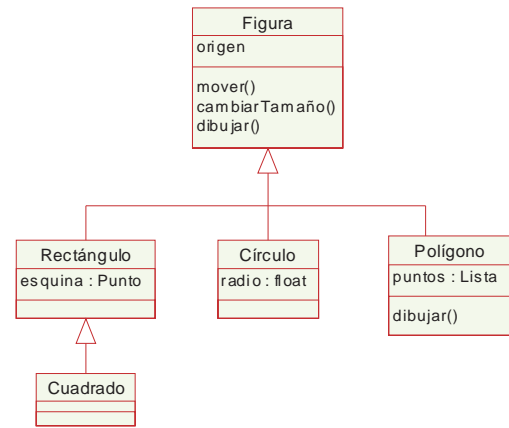 Figura
origen
mover()
cambiarTamaño()
dibujar()
Rectángulo
esquina : Punto
Círculo
radio : float
Polígono
puntos : Lista
dibujar()
Cuadrado